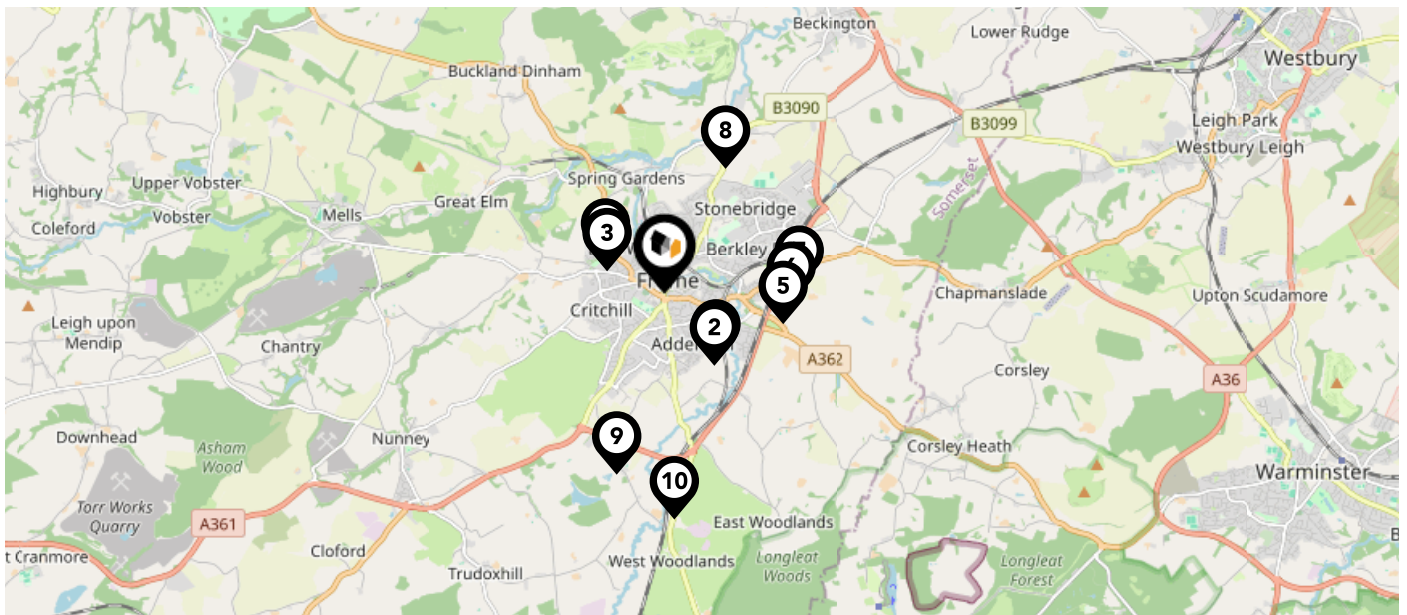 Beckington
Lower Rudge
Westbury
Buckland Dinham
B3090
B3099
Leigh Park
Westbury Leigh
8
Spring Gardens
Upper Vobster
Highbury
Somerset
Great Elm
Stonebridge
Mells
Vobster
Coleford
3
Berkley
Frome
5
Chapmanslade
Upton Scudamore
Critchill
Leigh upon
Mendip
2
Chantry
A362
Corsley
A36
Downhead
9
Nunney
Asham
Wood
Corsley Heath
Warminster
10
Torr Works
Quarry
A361
East Woodlands
Cloford
t Cranmore
West Woodlands
Longleat
Woods
Longleat
Forest
Trudoxhill